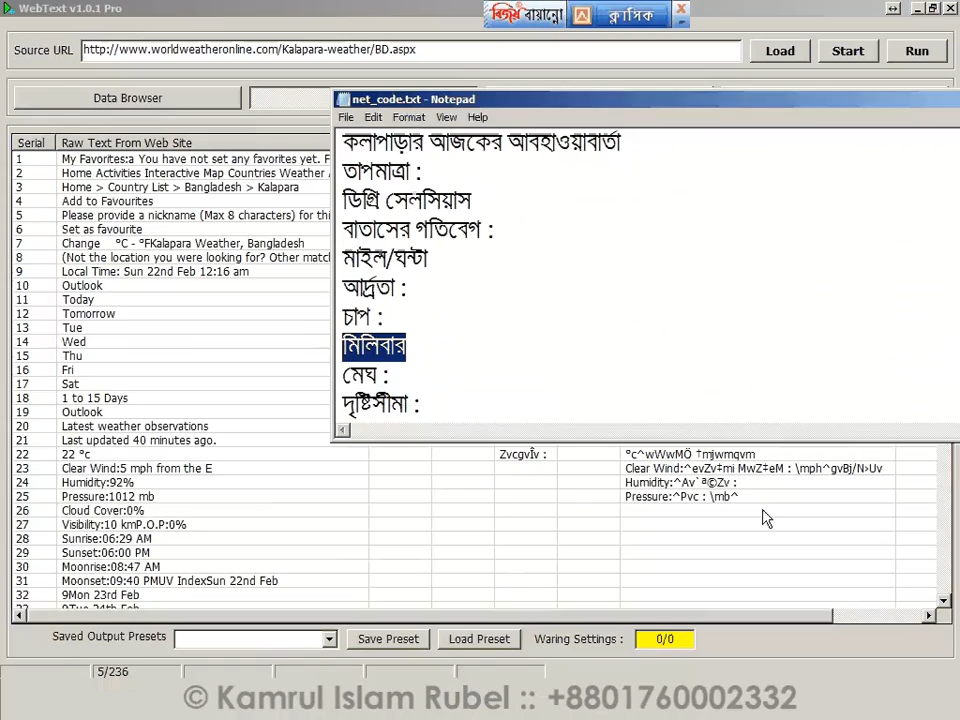 WebText v1.0.1 Pro
বিজয় বায়ান্নো ক্লাসিক
Source URL http://www.worldweatheronline.com/Kalapara-weather/BD.aspx Load Start Run
Data Browser
net_code.txt - Notepad
File Edit Format View Help
কলাপাড়ার আজকের আবহাওয়াবার্তা
তাপমাত্রা :
ডিগ্রি সেলসিয়াস
বাতাসের গতিবেগ :
মাইল/ঘন্টা
আর্দ্রতা :
চাপ :
মিলিবার
মেঘ :
দৃষ্টিসীমা :
Serial Raw Text From Web Site
1 My Favorites:a You have not set any favorites yet. F
2 Home Activities Interactive Map Countries Weather
3 Home > Country List > Bangladesh > Kalapara
4 Add to Favourites
5 Please provide a nickname (Max 8 characters) for thi
6 Set as favourite
7 Change °C - °FKalapara Weather, Bangladesh
8 (Not the location you were looking for? Other match
9 Local Time: Sun 22nd Feb 12:16 am
10 Outlook
11 Today
12 Tomorrow
13 Tue
14 Wed
15 Thu
16 Fri
17 Sat
18 1 to 15 Days
19 Outlook
20 Latest weather observations
21 Last updated 40 minutes ago.
22 22 °c ZvcgvÎv : °c^wWwMÖ †mjwmqvm
23 Clear Wind:5 mph from the E Clear Wind:^evZv‡mi MwZ‡eM : \mph^gvBj/N›Uv
24 Humidity:92% Humidity:^Av`ª©Zv :
25 Pressure:1012 mb Pressure:^Pvc : \mb^
26 Cloud Cover:0%
27 Visibility:10 kmP.O.P:0%
28 Sunrise:06:29 AM
29 Sunset:06:00 PM
30 Moonrise:08:47 AM
31 Moonset:09:40 PMUV IndexSun 22nd Feb
32 9Mon 23rd Feb
33 9Tue 24th Feb
Saved Output Presets Save Preset Load Preset Waring Settings : 0/0
5/236
© Kamrul Islam Rubel :: +8801760002332